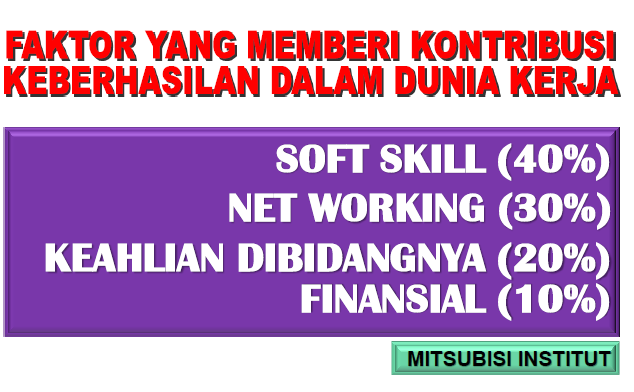 FAKTOR YANG MEMBERI KONTRIBUSI
KEBERHASILAN DALAM DUNIA KERJA
SOFT SKILL (40%)
NET WORKING (30%)
KEAHLIAN DIBIDANGNYA (20%)
FINANSIAL (10%)
MITSUBISI INSTITUT